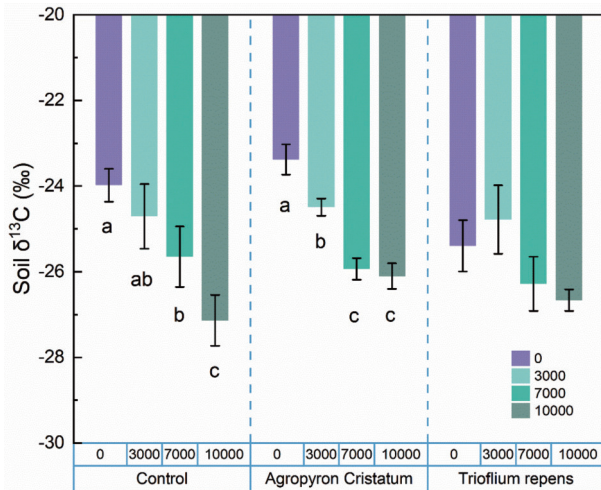 -20
-22
-24
-26
-28
-30
Soil δ¹³C (‰)
a
ab
b
c
a
b
c
c
0
3000
7000
10000
0 3000 7000 10000 0 3000 7000 10000 0 3000 7000 10000
Control Agropyron Cristatum Trioflium repens